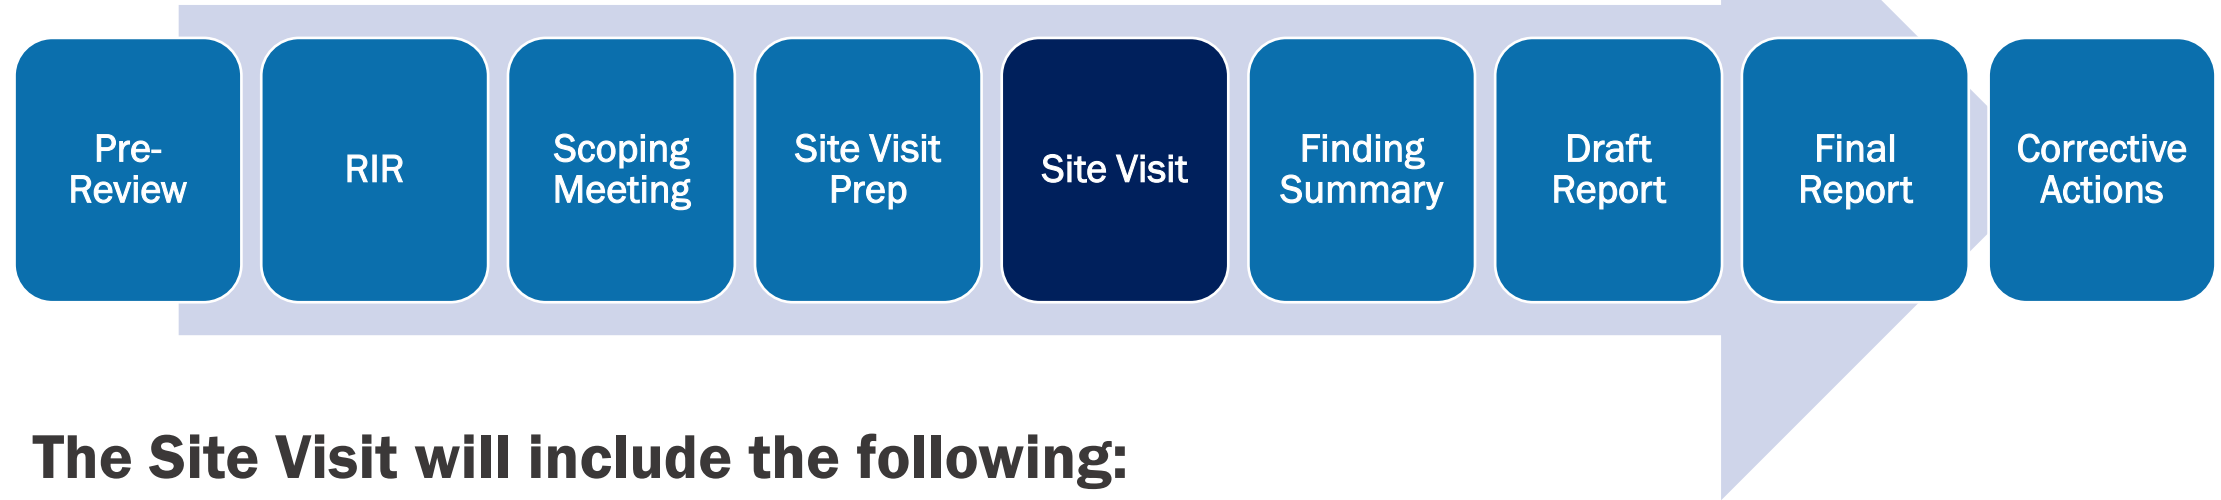 Pre-
Review
RIR
Scoping
Meeting
Site Visit
Prep
Site Visit
Finding
Summary
Draft
Report
Final
Report
Corrective
Actions
The Site Visit will include the following: